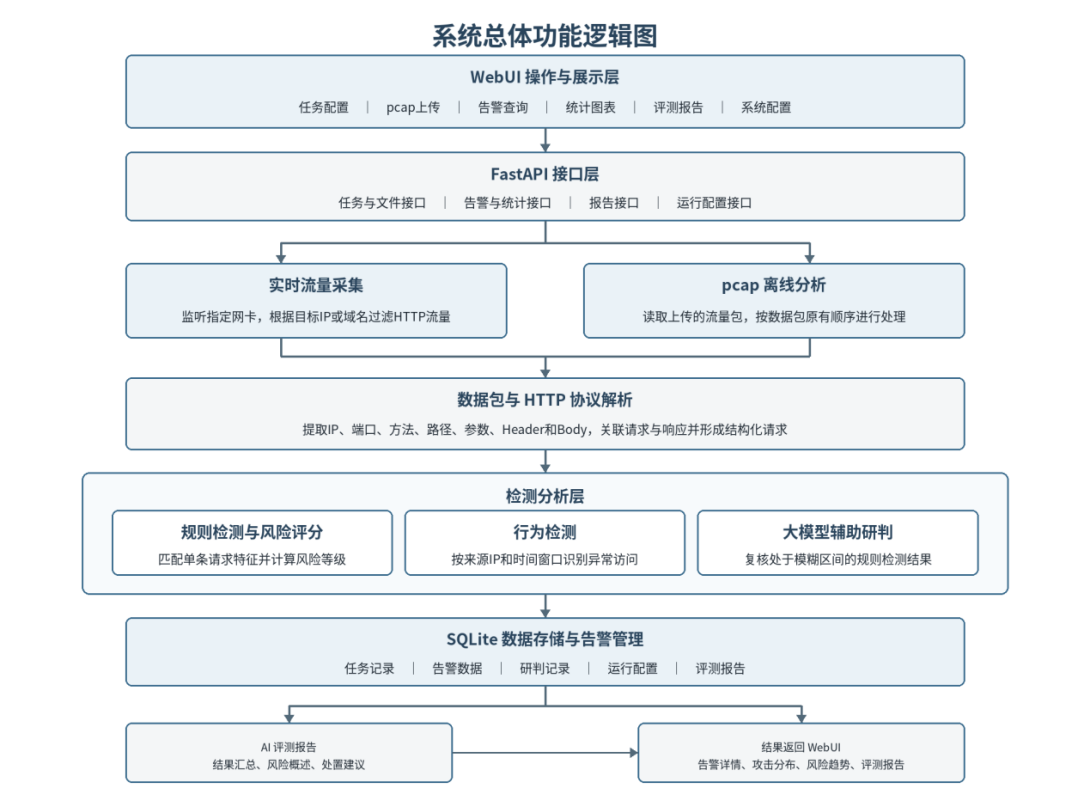 系统总体功能逻辑图
WebUI 操作与展示层
任务配置 | pcap上传 | 告警查询 | 统计图表 | 评测报告 | 系统配置
FastAPI 接口层
任务与文件接口 | 告警与统计接口 | 报告接口 | 运行配置接口
实时流量采集
监听指定网卡，根据目标IP或域名过滤HTTP流量
pcap 离线分析
读取上传的流量包，按数据包原有顺序进行处理
数据包与 HTTP 协议解析
提取IP、端口、方法、路径、参数、Header和Body，关联请求与响应并形成结构化请求
检测分析层
规则检测与风险评分
匹配单条请求特征并计算风险等级
行为检测
按来源IP和时间窗口识别异常访问
大模型辅助研判
复核处于模糊区间的规则检测结果
SQLite 数据存储与告警管理
任务记录 | 告警数据 | 研判记录 | 运行配置 | 评测报告
AI 评测报告
结果汇总、风险概述、处置建议
结果返回 WebUI
告警详情、攻击分布、风险趋势、评测报告